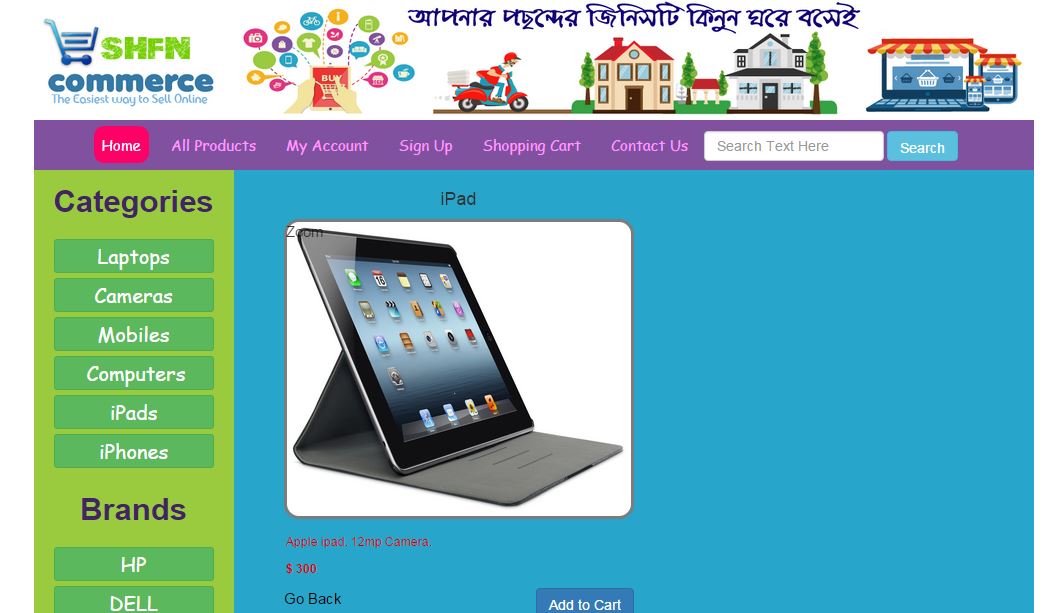 আপনার পছন্দের জিনিসটি কিনুন ঘরে বসেই
SHFN
commerce
The Easiest way to Sell Online
BUY
Home All Products My Account Sign Up Shopping Cart Contact Us Search Text Here Search
Categories
Laptops
Cameras
Mobiles
Computers
iPads
iPhones
Brands
HP
DELL
iPad
Zoom
Apple ipad. 12mp Camera.
$ 300
Go Back Add to Cart